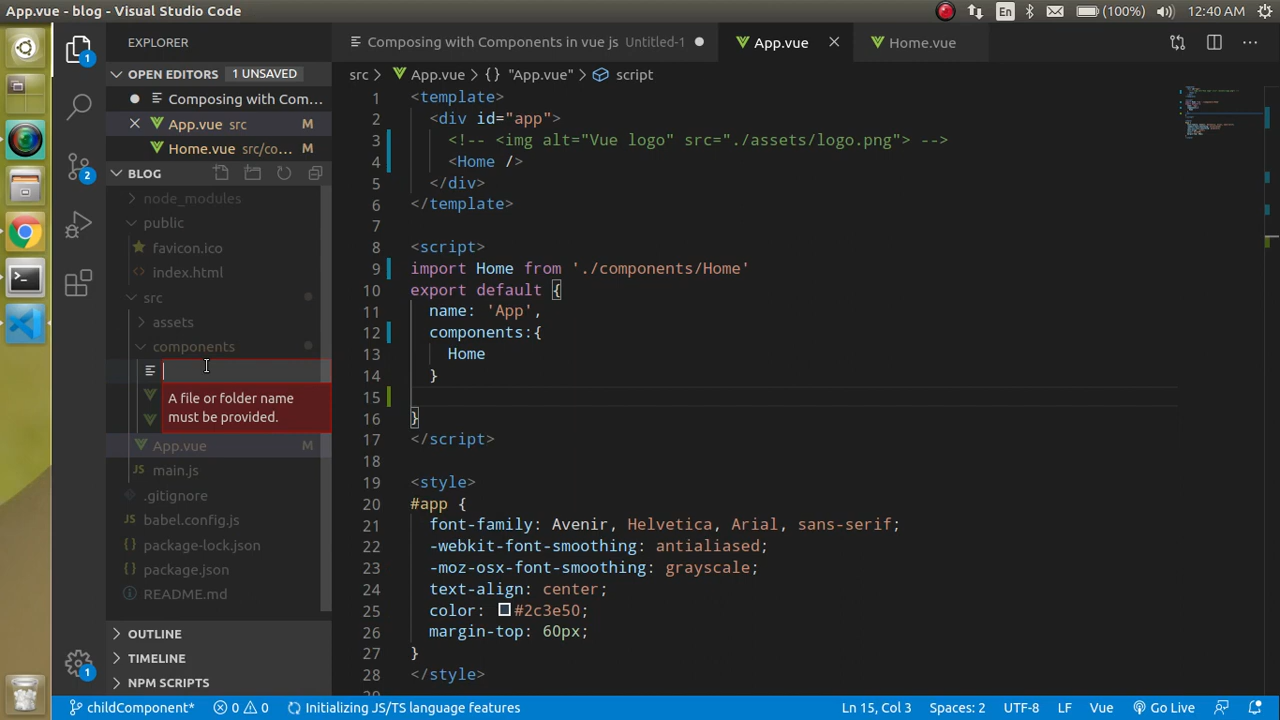 App.vue - blog - Visual Studio Code
En
(100%)
12:40 AM
1
2
1
EXPLORER
OPEN EDITORS 1 UNSAVED
Composing with Com...
App.vue src M
Home.vue src/co... M
BLOG
node_modules
public
favicon.ico
index.html
src
assets
components
A file or folder name
must be provided.
App.vue M
main.js
.gitignore
babel.config.js
package-lock.json
package.json
README.md
OUTLINE
TIMELINE
NPM SCRIPTS
Composing with Components in vue js Untitled-1
App.vue
Home.vue
src > App.vue > {} "App.vue" > script
1 <template>
2 <div id="app">
3 <!-- <img alt="Vue logo" src="./assets/logo.png"> -->
4 <Home />
5 </div>
6 </template>
7
8 <script>
9 import Home from './components/Home'
10 export default {
11 name: 'App',
12 components:{
13 Home
14 }
15
16 }
17 </script>
18
19 <style>
20 #app {
21 font-family: Avenir, Helvetica, Arial, sans-serif;
22 -webkit-font-smoothing: antialiased;
23 -moz-osx-font-smoothing: grayscale;
24 text-align: center;
25 color: #2c3e50;
26 margin-top: 60px;
27 }
28 </style>
childComponent* 0 0 Initializing JS/TS language features
Ln 15, Col 3 Spaces: 2 UTF-8 LF Vue Go Live